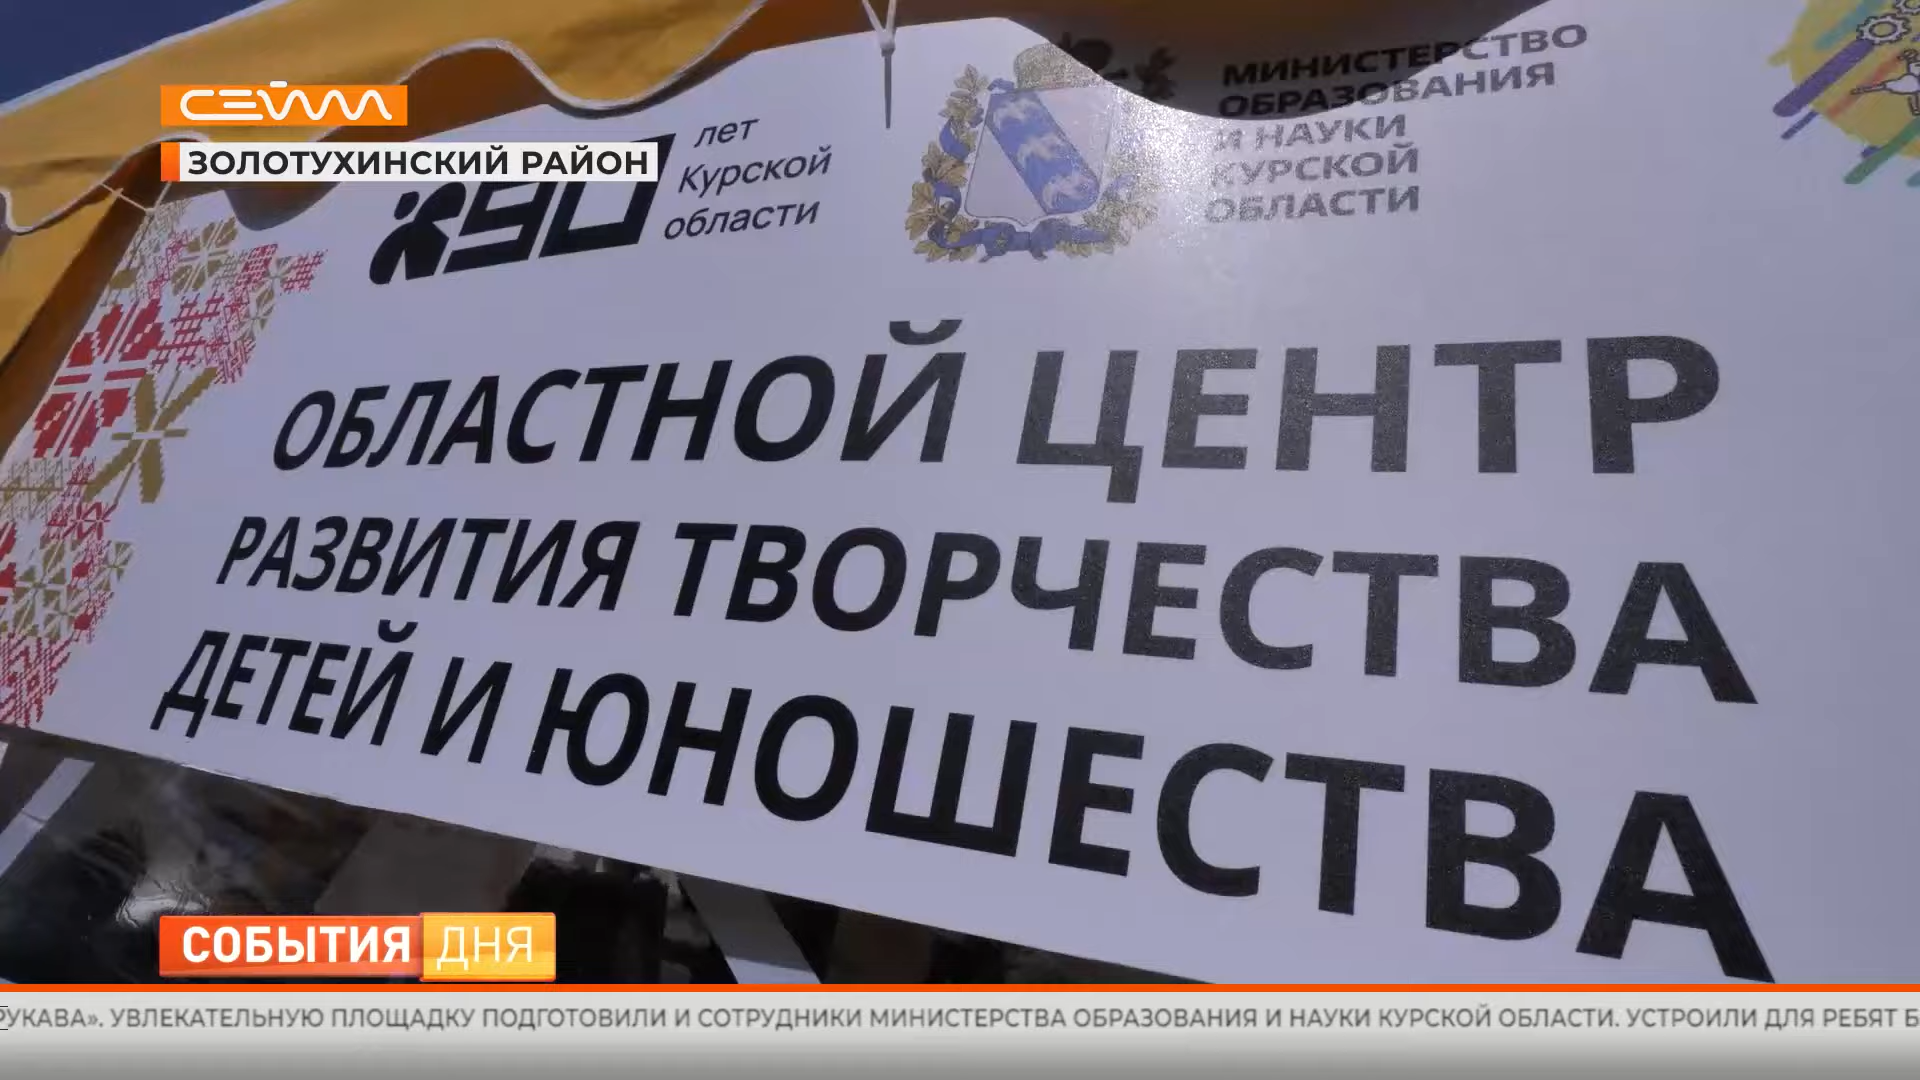 СЕЙМ
ЗОЛОТУХИНСКИЙ РАЙОН
90
лет
Курской
области
МИНИСТЕРСТВО
ОБРАЗОВАНИЯ
И НАУКИ
КУРСКОЙ
ОБЛАСТИ
ОБЛАСТНОЙ ЦЕНТР
РАЗВИТИЯ ТВОРЧЕСТВА
ДЕТЕЙ И ЮНОШЕСТВА
СОБЫТИЯ ДНЯ
РУКАВА». УВЛЕКАТЕЛЬНУЮ ПЛОЩАДКУ ПОДГОТОВИЛИ И СОТРУДНИКИ МИНИСТЕРСТВА ОБРАЗОВАНИЯ И НАУКИ КУРСКОЙ ОБЛАСТИ. УСТРОИЛИ ДЛЯ РЕБЯТ Б